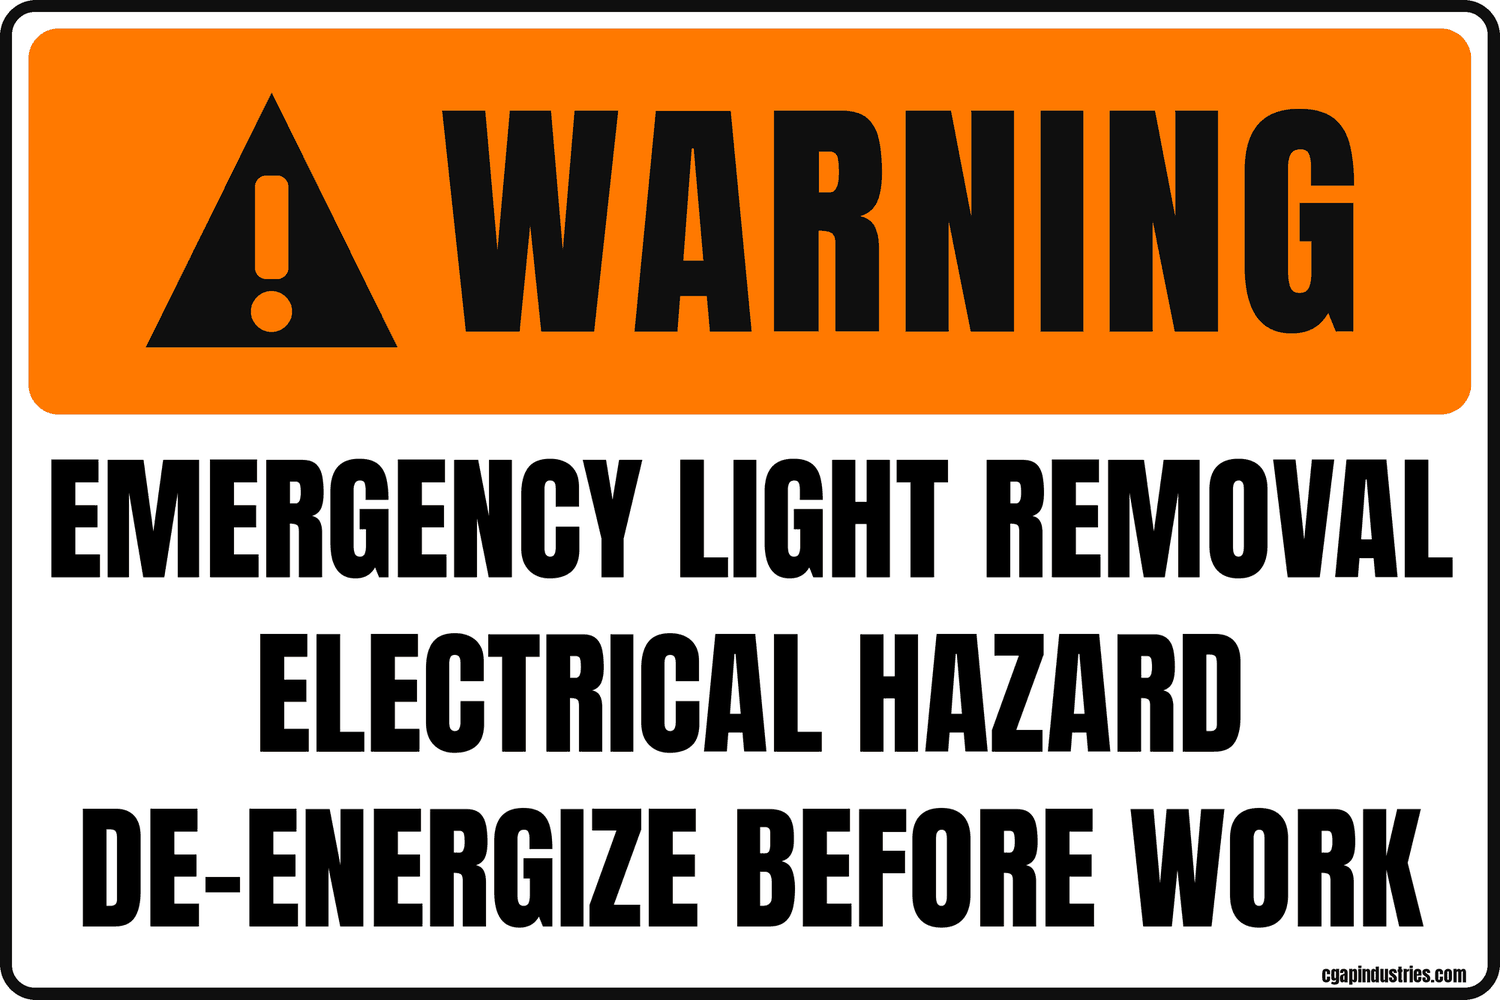 WARNING
EMERGENCY LIGHT REMOVAL
ELECTRICAL HAZARD
DE-ENERGIZE BEFORE WORK
cgapindustries.com